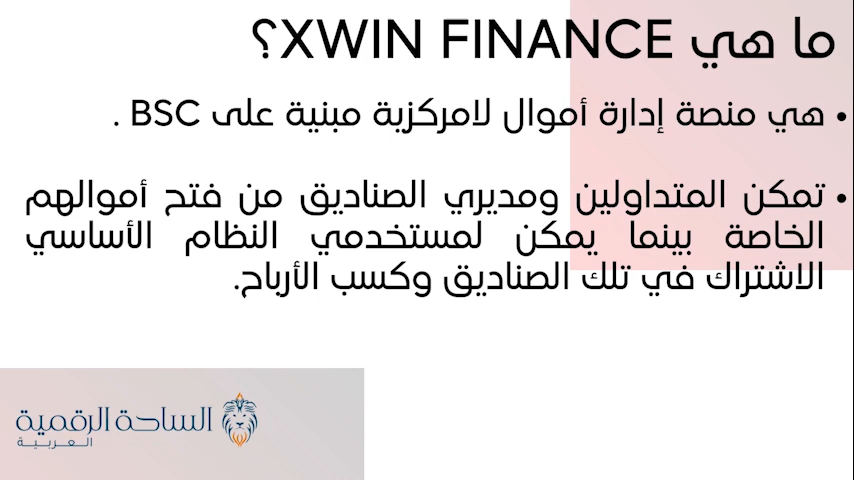 ما هي XWIN FINANCE؟
• هي منصة إدارة أموال لامركزية مبنية على BSC .
• تمكن المتداولين ومديري الصناديق من فتح أموالهم
الخاصة بينما يمكن لمستخدمي النظام الأساسي
الاشتراك في تلك الصناديق وكسب الأرباح.
الساحة الرقمية
العربية